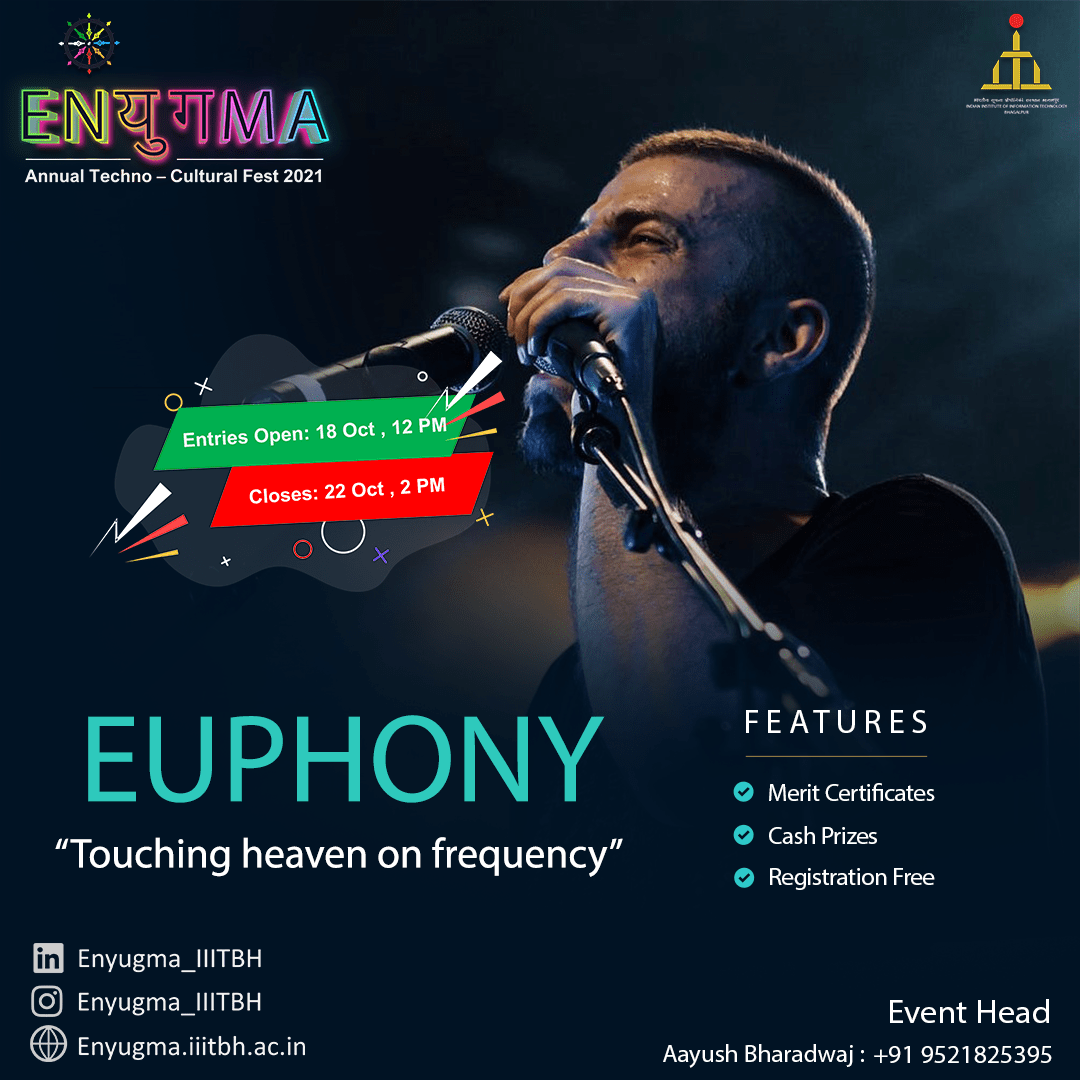 ENयुगMA
Annual Techno – Cultural Fest 2021
INDIAN INSTITUTE OF INFORMATION TECHNOLOGY
BHAGALPUR
Entries Open: 18 Oct , 12 PM
Closes: 22 Oct , 2 PM
EUPHONY
“Touching heaven on frequency”
FEATURES
Merit Certificates
Cash Prizes
Registration Free
in Enyugma_IIITBH
Enyugma_IIITBH
Enyugma.iiitbh.ac.in
Event Head
Aayush Bharadwaj : +91 9521825395